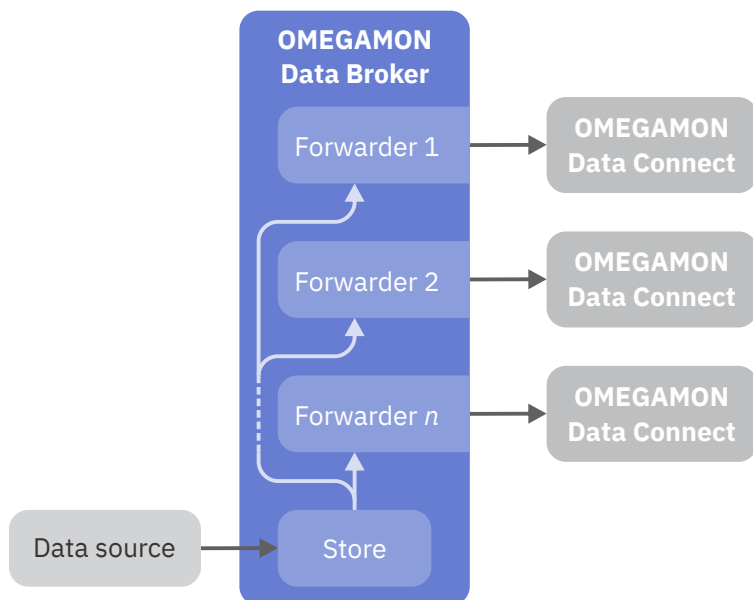 OMEGAMON
Data Broker
Forwarder 1
OMEGAMON
Data Connect
Forwarder 2
OMEGAMON
Data Connect
Forwarder n
OMEGAMON
Data Connect
Data source
Store